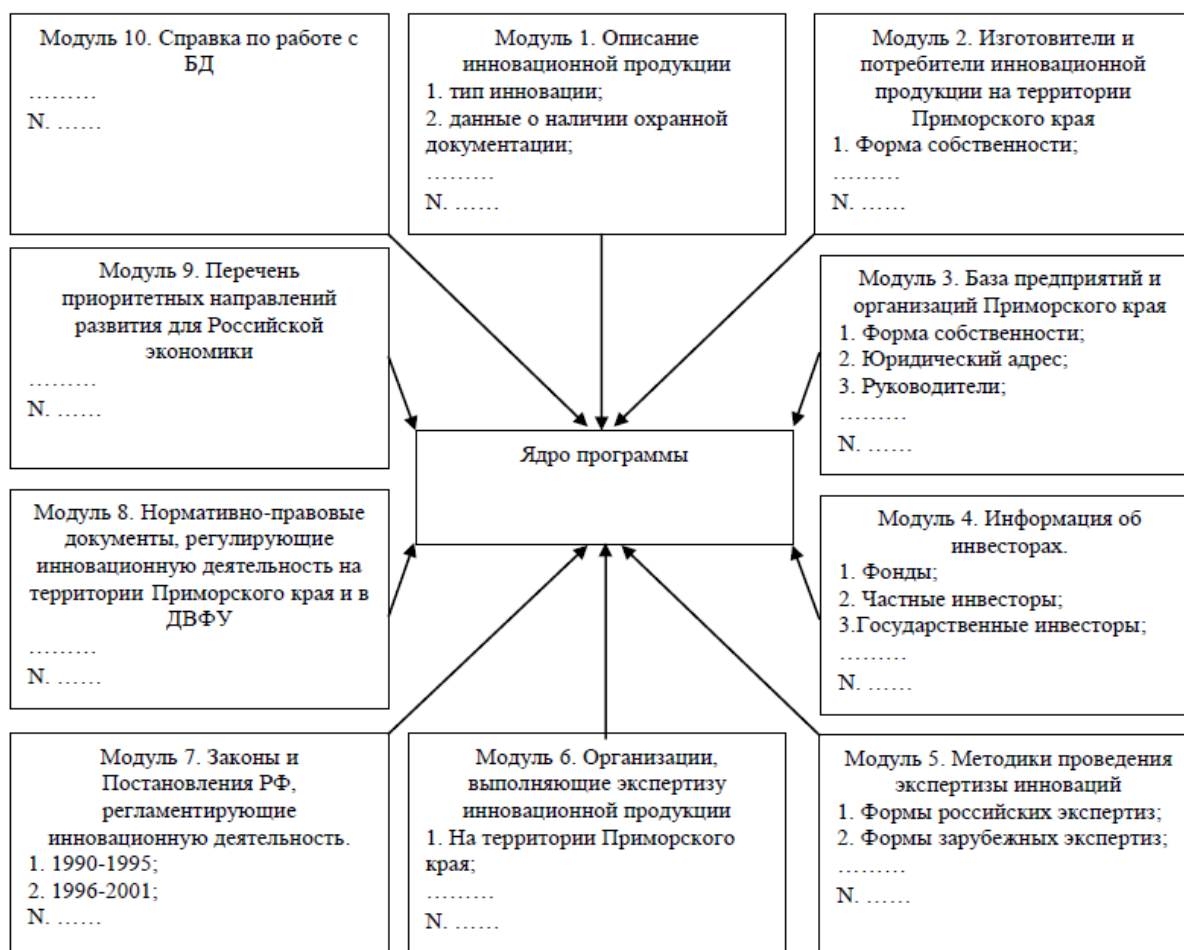 Модуль 10. Справка по работе с
БД
………
N. ……
Модуль 1. Описание
инновационной продукции
1. тип инновации;
2. данные о наличии охранной
документации;
………
N. ……
Модуль 2. Изготовители и
потребители инновационной
продукции на территории
Приморского края
1. Форма собственности;
………
N. ……
Модуль 9. Перечень
приоритетных направлений
развития для Российской
экономики
………
N. ……
Модуль 3. База предприятий и
организаций Приморского края
1. Форма собственности;
2. Юридический адрес;
3. Руководители;
………
N. ……
Ядро программы
Модуль 8. Нормативно-правовые
документы, регулирующие
инновационную деятельность на
территории Приморского края и в
ДВФУ
………
N. ……
Модуль 4. Информация об
инвесторах.
1. Фонды;
2. Частные инвесторы;
3.Государственные инвесторы;
………
N. ……
Модуль 7. Законы и
Постановления РФ,
регламентирующие
инновационную деятельность.
1. 1990-1995;
2. 1996-2001;
N. ……
Модуль 6. Организации,
выполняющие экспертизу
инновационной продукции
1. На территории Приморского
края;
………
N. ……
Модуль 5. Методики проведения
экспертизы инноваций
1. Формы российских экспертиз;
2. Формы зарубежных экспертиз;
………
N. ……